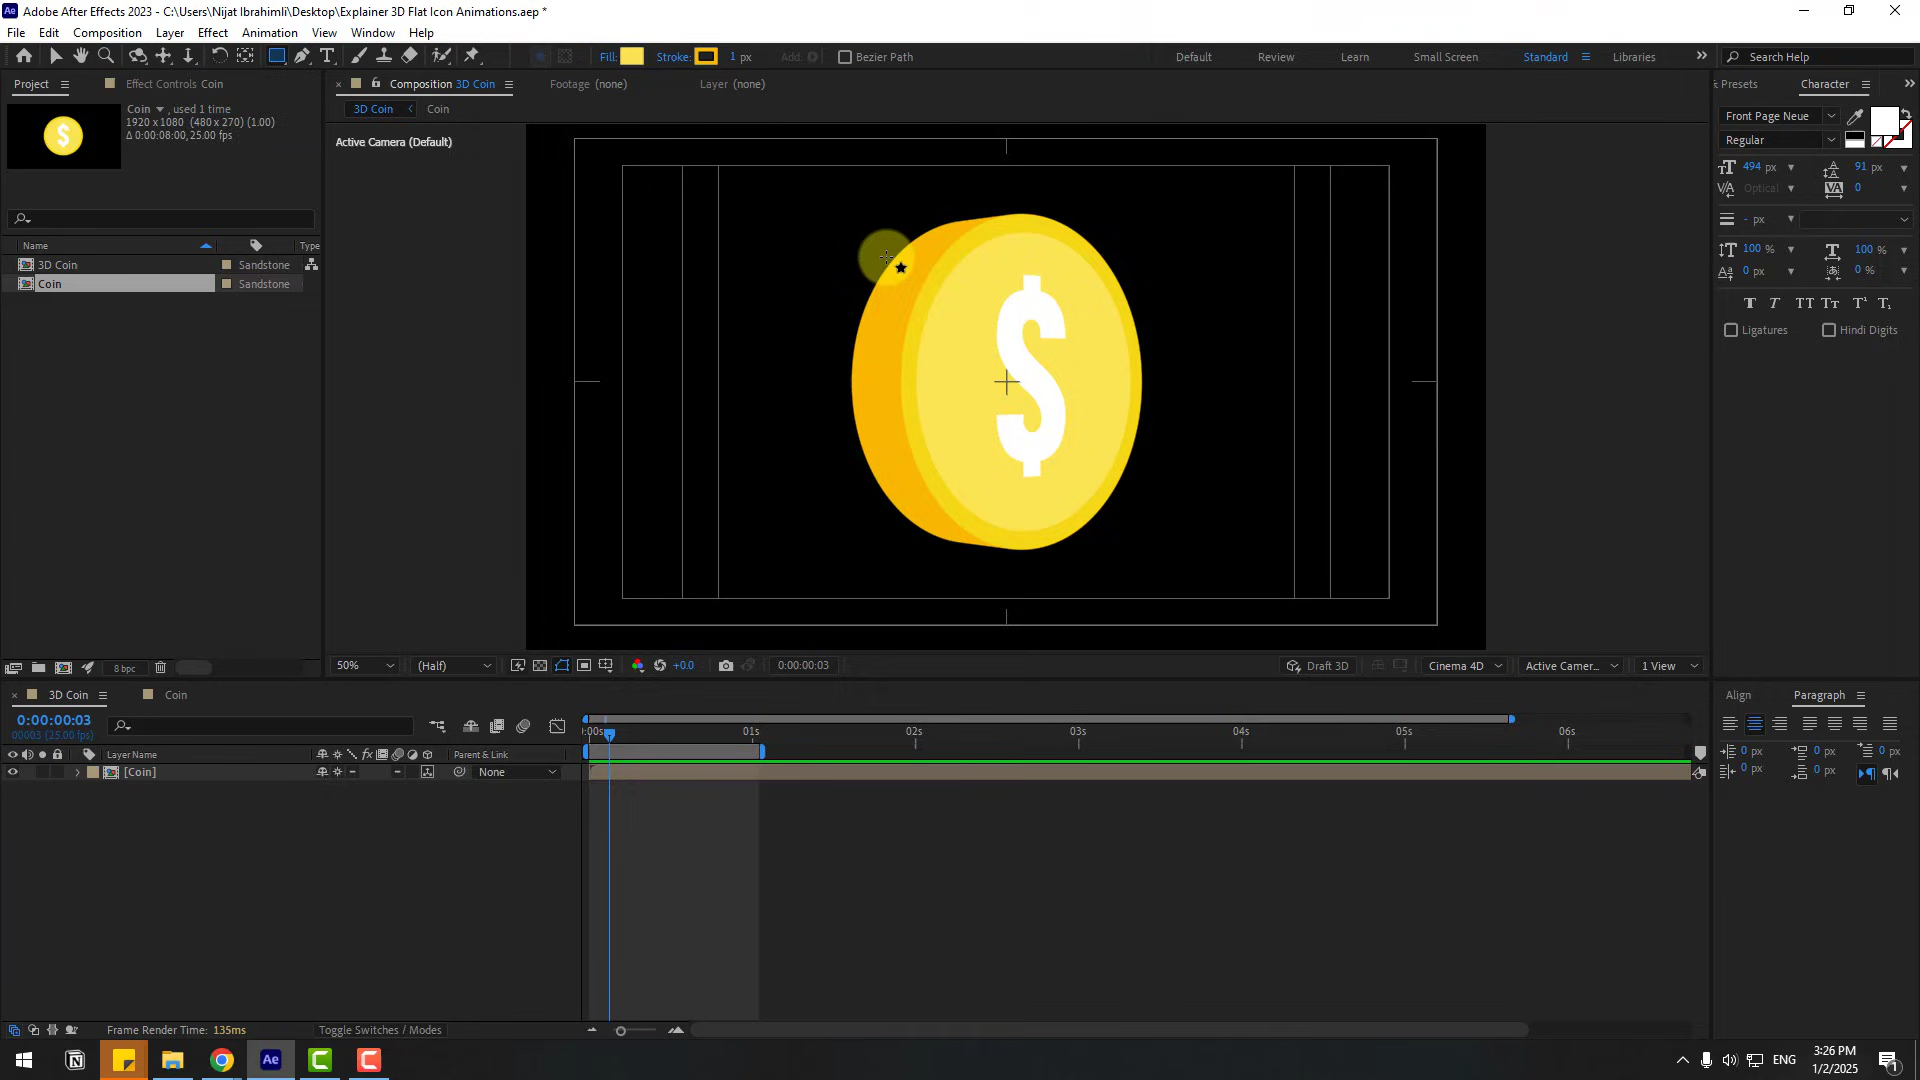 Adobe After Effects 2023 - C:\Users\Nijat Ibrahimli\Desktop\Explainer 3D Flat Icon Animations.aep *
File Edit Composition Layer Effect Animation View Window Help
Fill: Stroke: 1 px Add: Bezier Path Default Review Learn Small Screen Standard Libraries Search Help
Project Effect Controls Coin Composition 3D Coin Footage (none) Layer (none) Presets Character
Coin , used 1 time
1920 x 1080 (480 x 270) (1.00)
Δ 0:00:08:00, 25.00 fps
3D Coin Coin
Active Camera (Default)
Front Page Neue
Regular
494 px 91 px
Optical 0
- px
100 % 100 %
0 px 0 %
T T TT Tt T¹ T₁
Ligatures Hindi Digits
Name Type
3D Coin Sandstone
Coin Sandstone
$
8 bpc
50% (Half) +0.0 0:00:00:03 Draft 3D Cinema 4D Active Camer... 1 View
3D Coin Coin
Align Paragraph
0:00:00:03
00003 (25.00 fps)
0:00s 01s 02s 03s 04s 05s 06s
Layer Name Parent & Link
[Coin] None
0 px 0 px 0 px
0 px 0 px
Frame Render Time: 135ms Toggle Switches / Modes
Ae C C
ENG
3:26 PM
1/2/2025
1